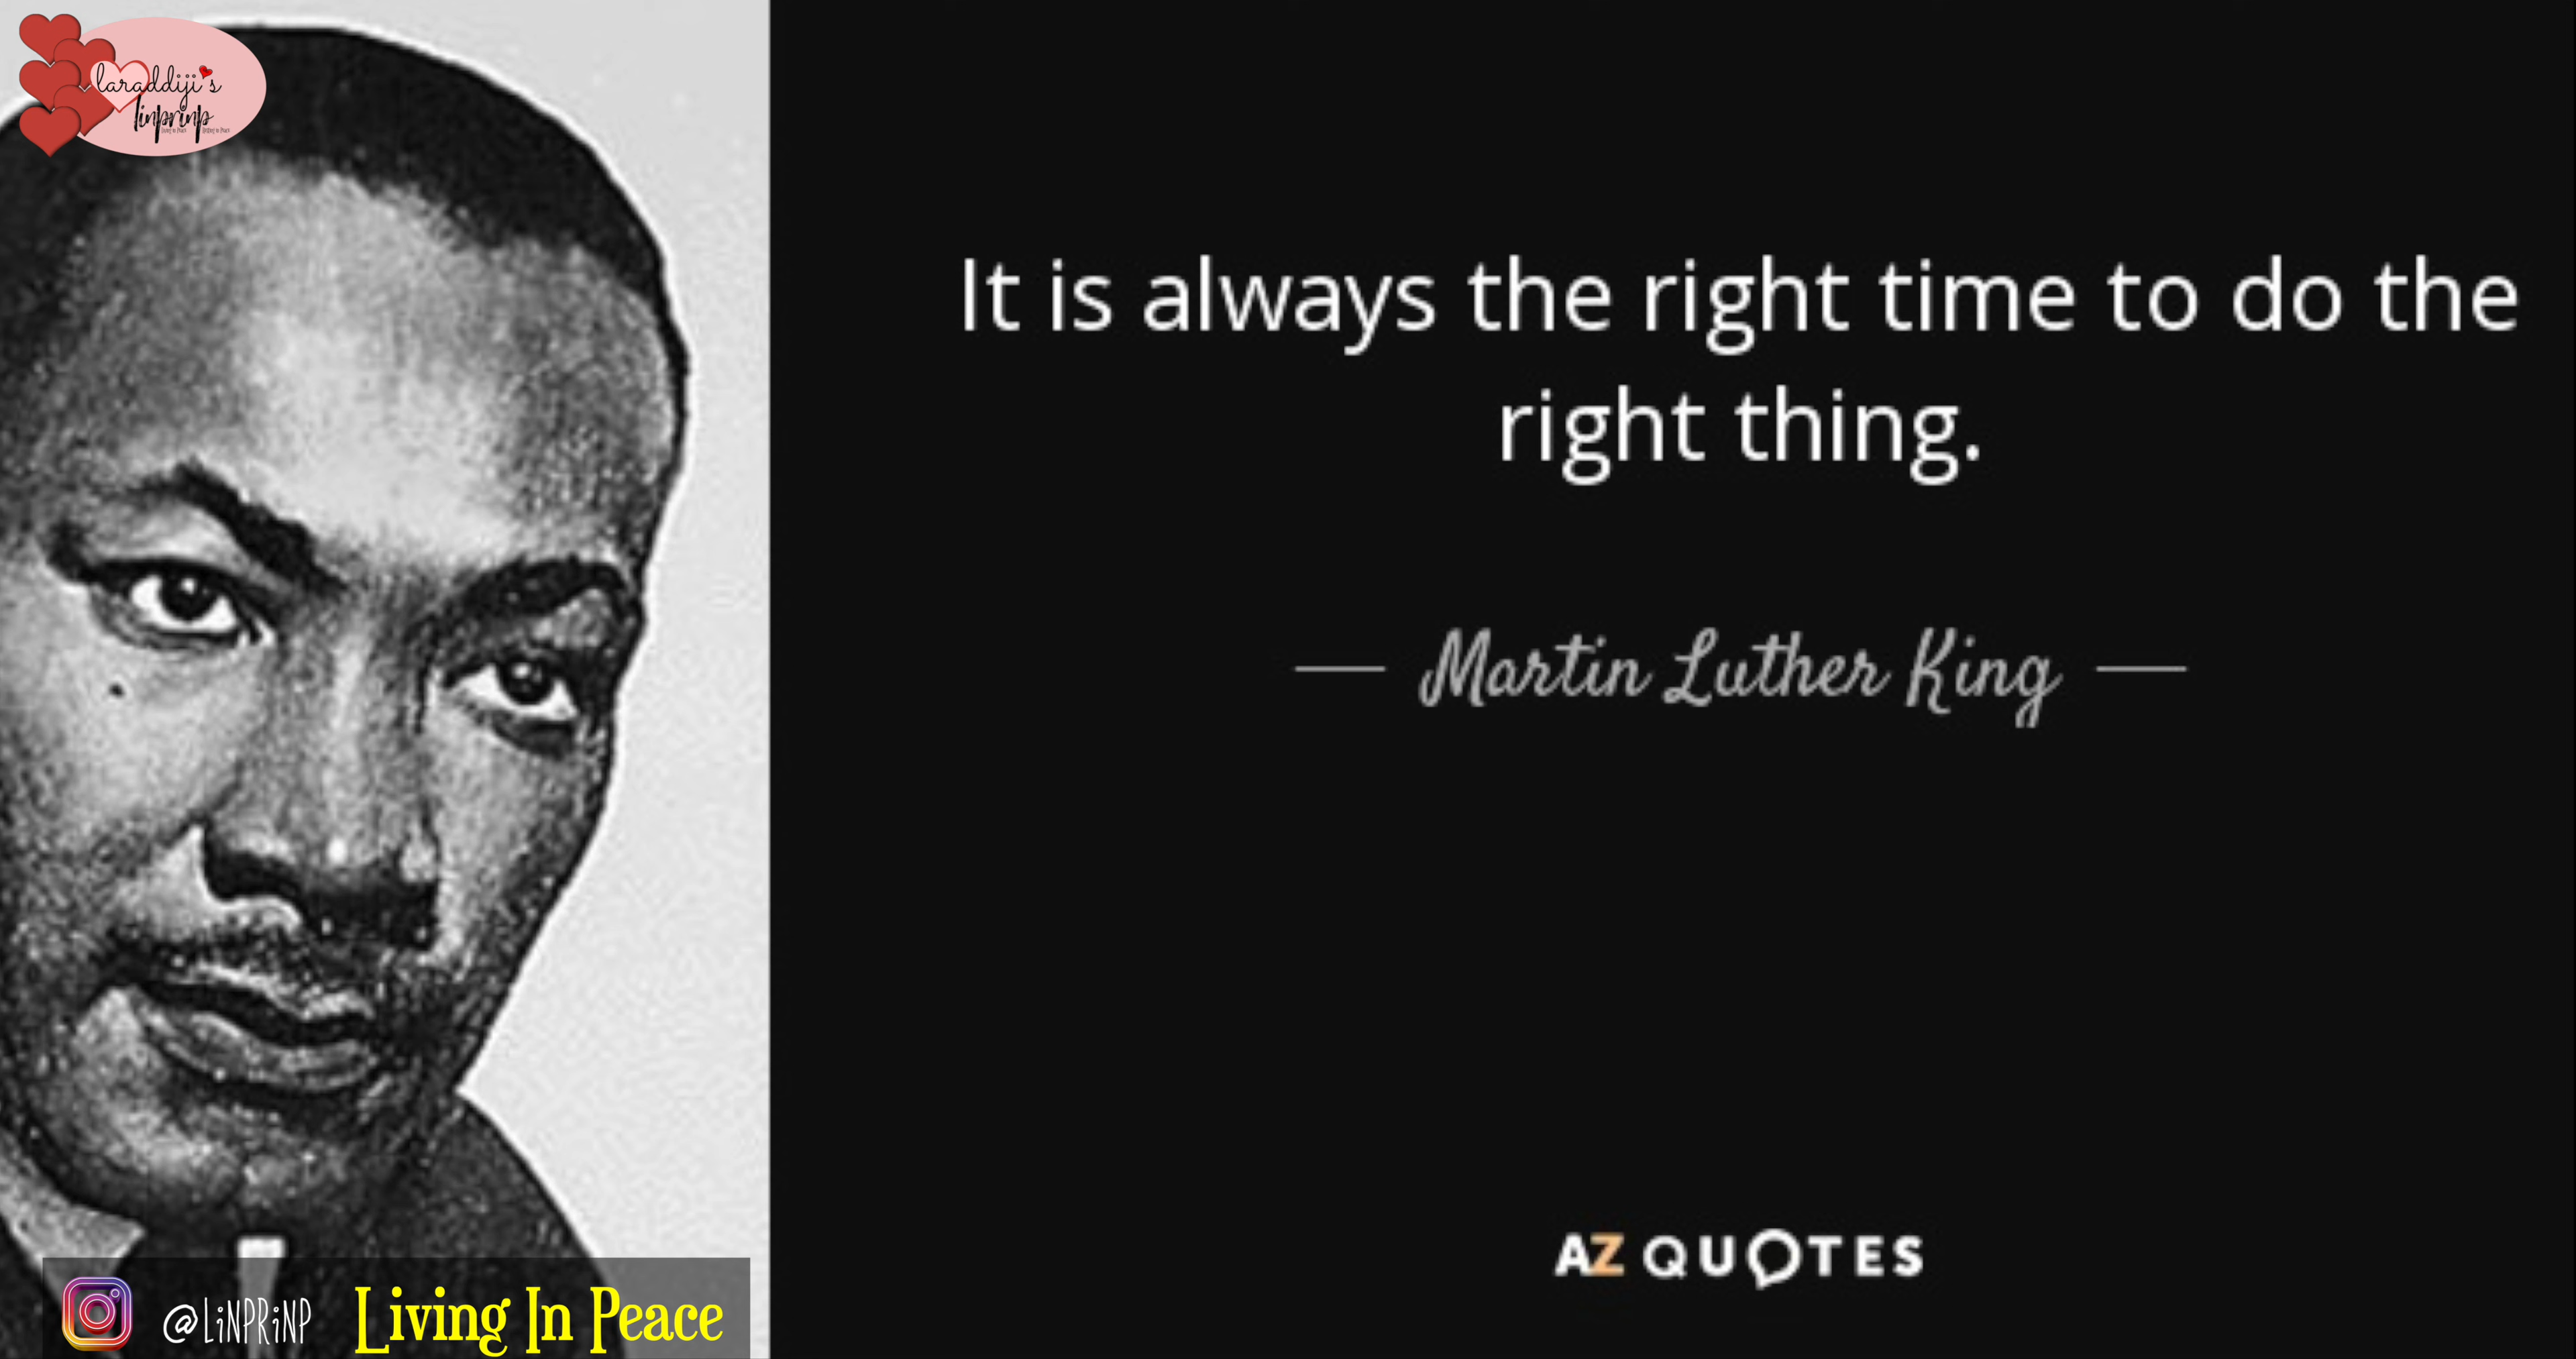 laraddiji's
linprinp
It is always the right time to do the
right thing.
Martin Luther King
AZ QUOTES
@LiNPRiNP
Living In Peace